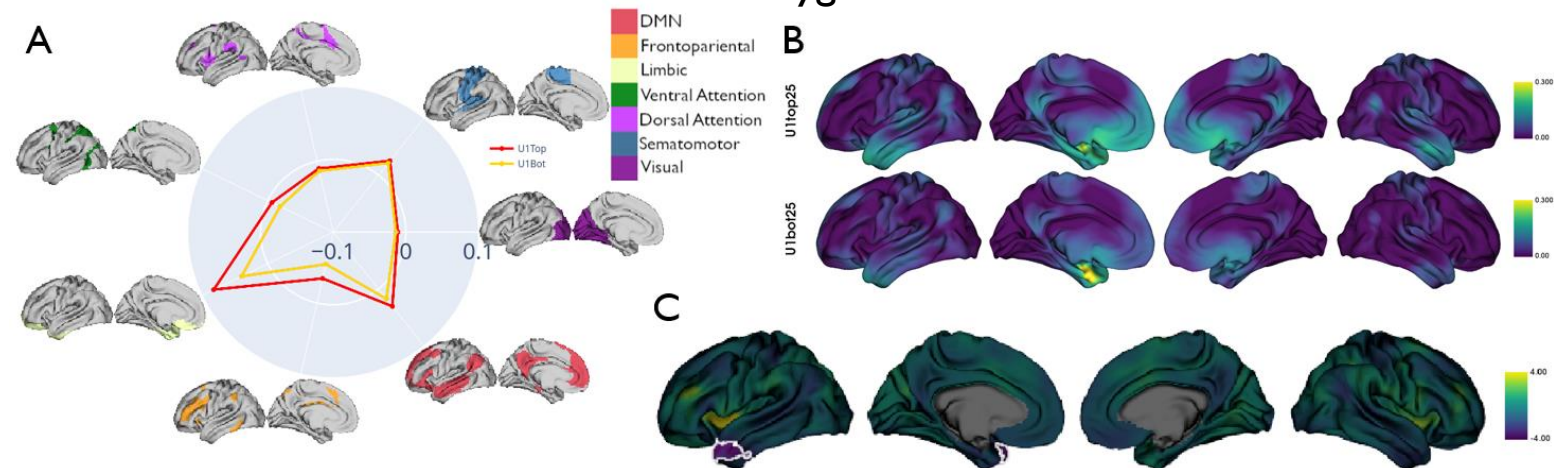 A
DMN
Frontopariental
Limbic
Ventral Attention
Dorsal Attention
Sematomotor
Visual
U1Top
U1Bot
−0.1
0
0.1
B
U1top25
0.300
0.00
U1bot25
0.300
0.00
C
4.00
-4.00